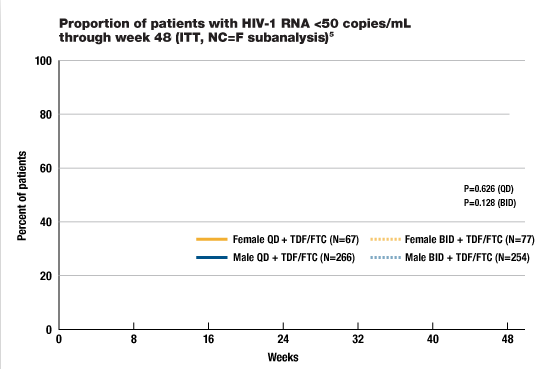 Proportion of patients with HIV-1 RNA <50 copies/mL
through week 48 (ITT, NC=F subanalysis)5
100
80
60
40
20
0
Percent of patients
P=0.626 (QD)
P=0.128 (BID)
Female QD + TDF/FTC (N=67)
Female BID + TDF/FTC (N=77)
Male QD + TDF/FTC (N=266)
Male BID + TDF/FTC (N=254)
0 8 16 24 32 40 48
Weeks